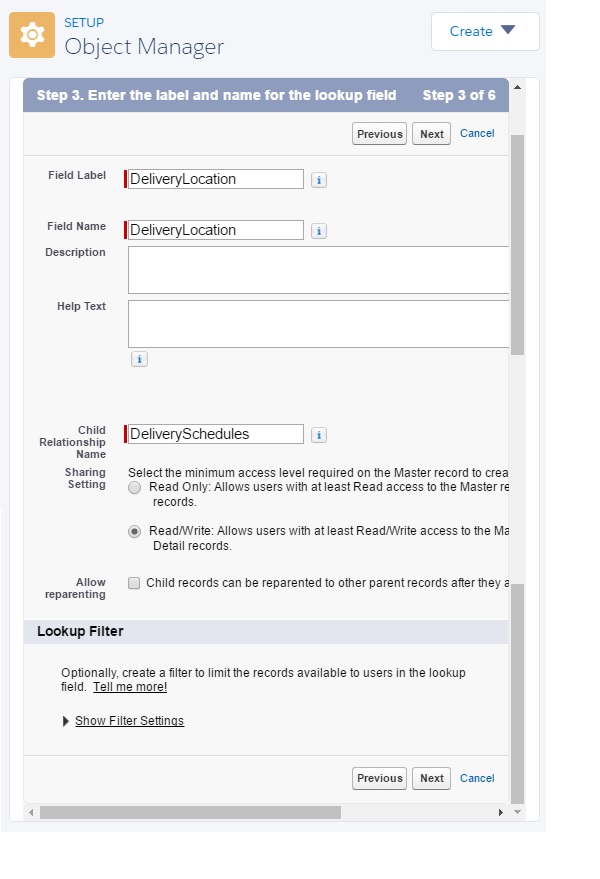 SETUP
Object Manager
Create
Step 3. Enter the label and name for the lookup field Step 3 of 6
Previous Next Cancel
Field Label DeliveryLocation i
Field Name DeliveryLocation i
Description
Help Text
i
Child
Relationship
Name
DeliverySchedules i
Sharing
Setting
Select the minimum access level required on the Master record to crea
Read Only: Allows users with at least Read access to the Master re
records.
Read/Write: Allows users with at least Read/Write access to the Ma
Detail records.
Allow
reparenting
Child records can be reparented to other parent records after they a
Lookup Filter
Optionally, create a filter to limit the records available to users in the lookup
field. Tell me more!
Show Filter Settings
Previous Next Cancel